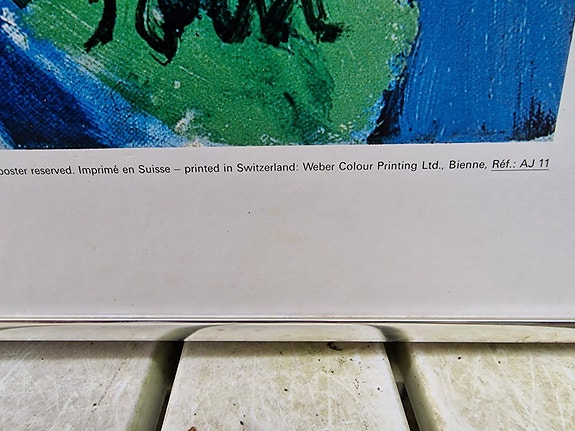 poster reserved. Imprimé en Suisse – printed in Switzerland: Weber Colour Printing Ltd., Bienne, Réf.: AJ 11